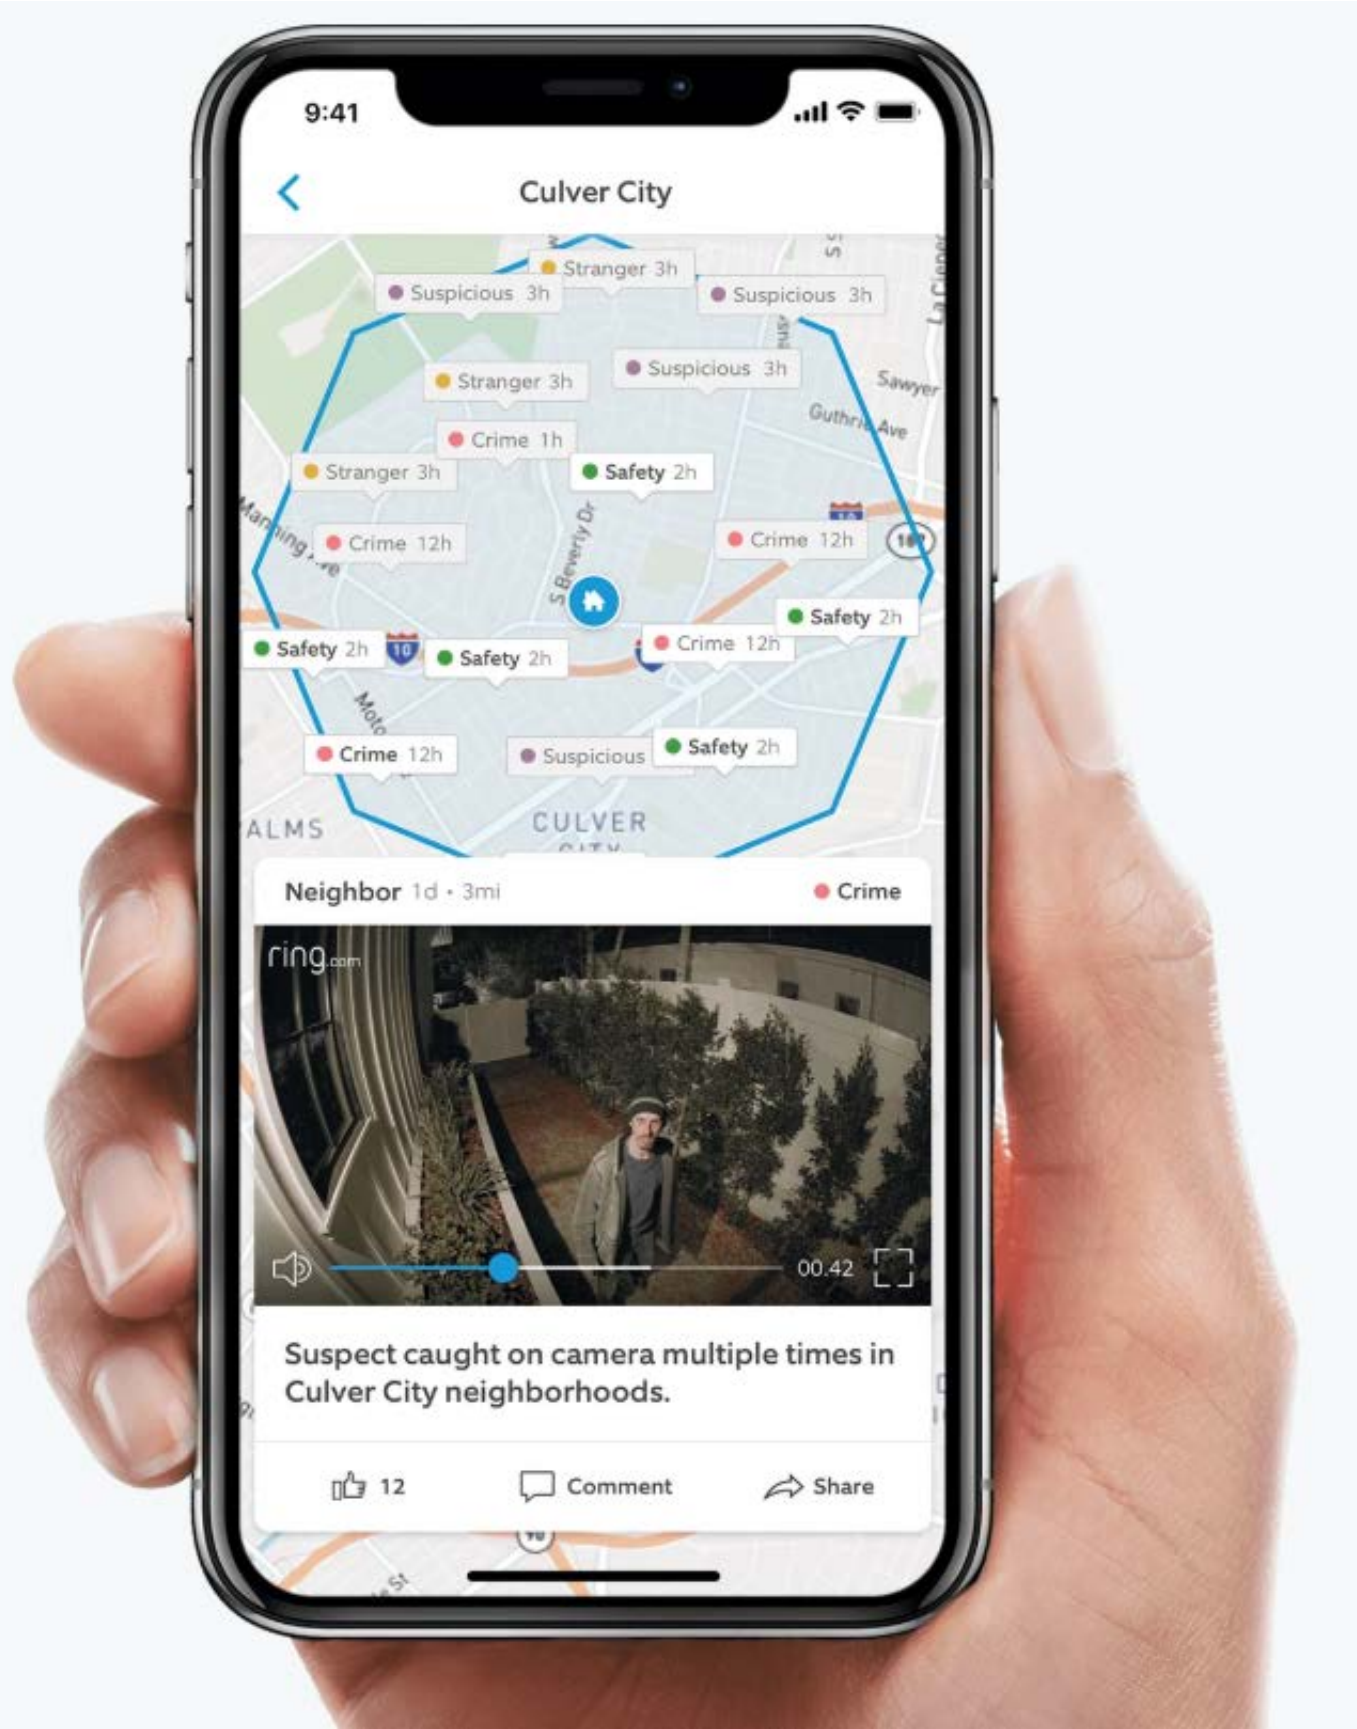 9:41
Culver City
Stranger 3h
Suspicious 3h
Suspicious 3h
Suspicious 3h
Stranger 3h
Sawyer
Guthrie Ave
Crime 1h
Stranger 3h
Safety 2h
Manning Ave
Crime 12h
S Beverly Dr
Crime 12h
Safety 2h
Crime 12h
Safety 2h
10
Safety 2h
Crime 12h
Suspicious
Safety 2h
CULVER
CITY
Neighbor 1d • 3mi
Crime
ring.com
00.42
Suspect caught on camera multiple times in
Culver City neighborhoods.
12
Comment
Share